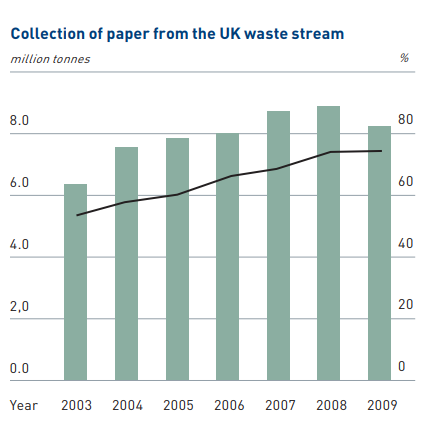 Collection of paper from the UK waste stream
million tonnes %
8.0 80
6.0 60
4.0 40
2,0 20
0.0 0
Year 2003 2004 2005 2006 2007 2008 2009